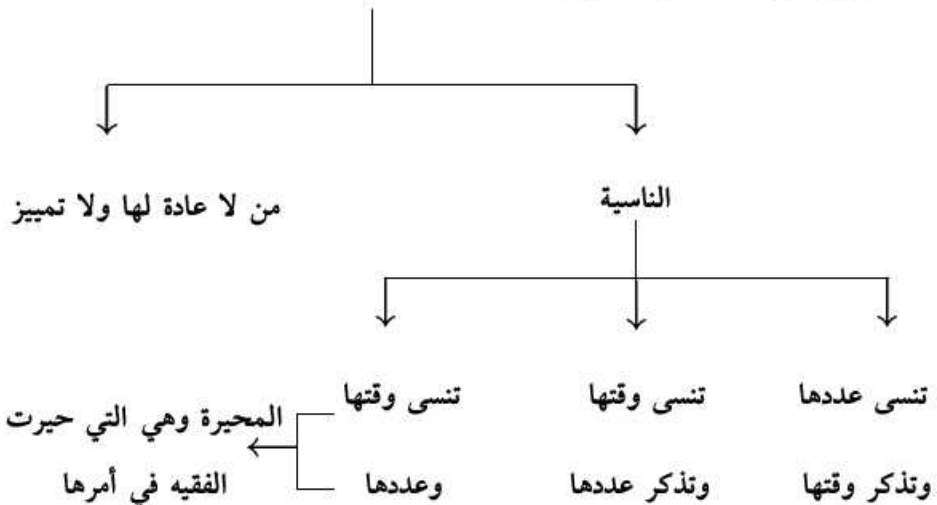 الناسية
من لا عادة لها ولا تمييز
تنسى عددها
وتذكر وقتها
تنسى وقتها
وتذكر عددها
تنسى وقتها
وعددها
المحيرة وهي التي حيرت
الفقيه في أمرها